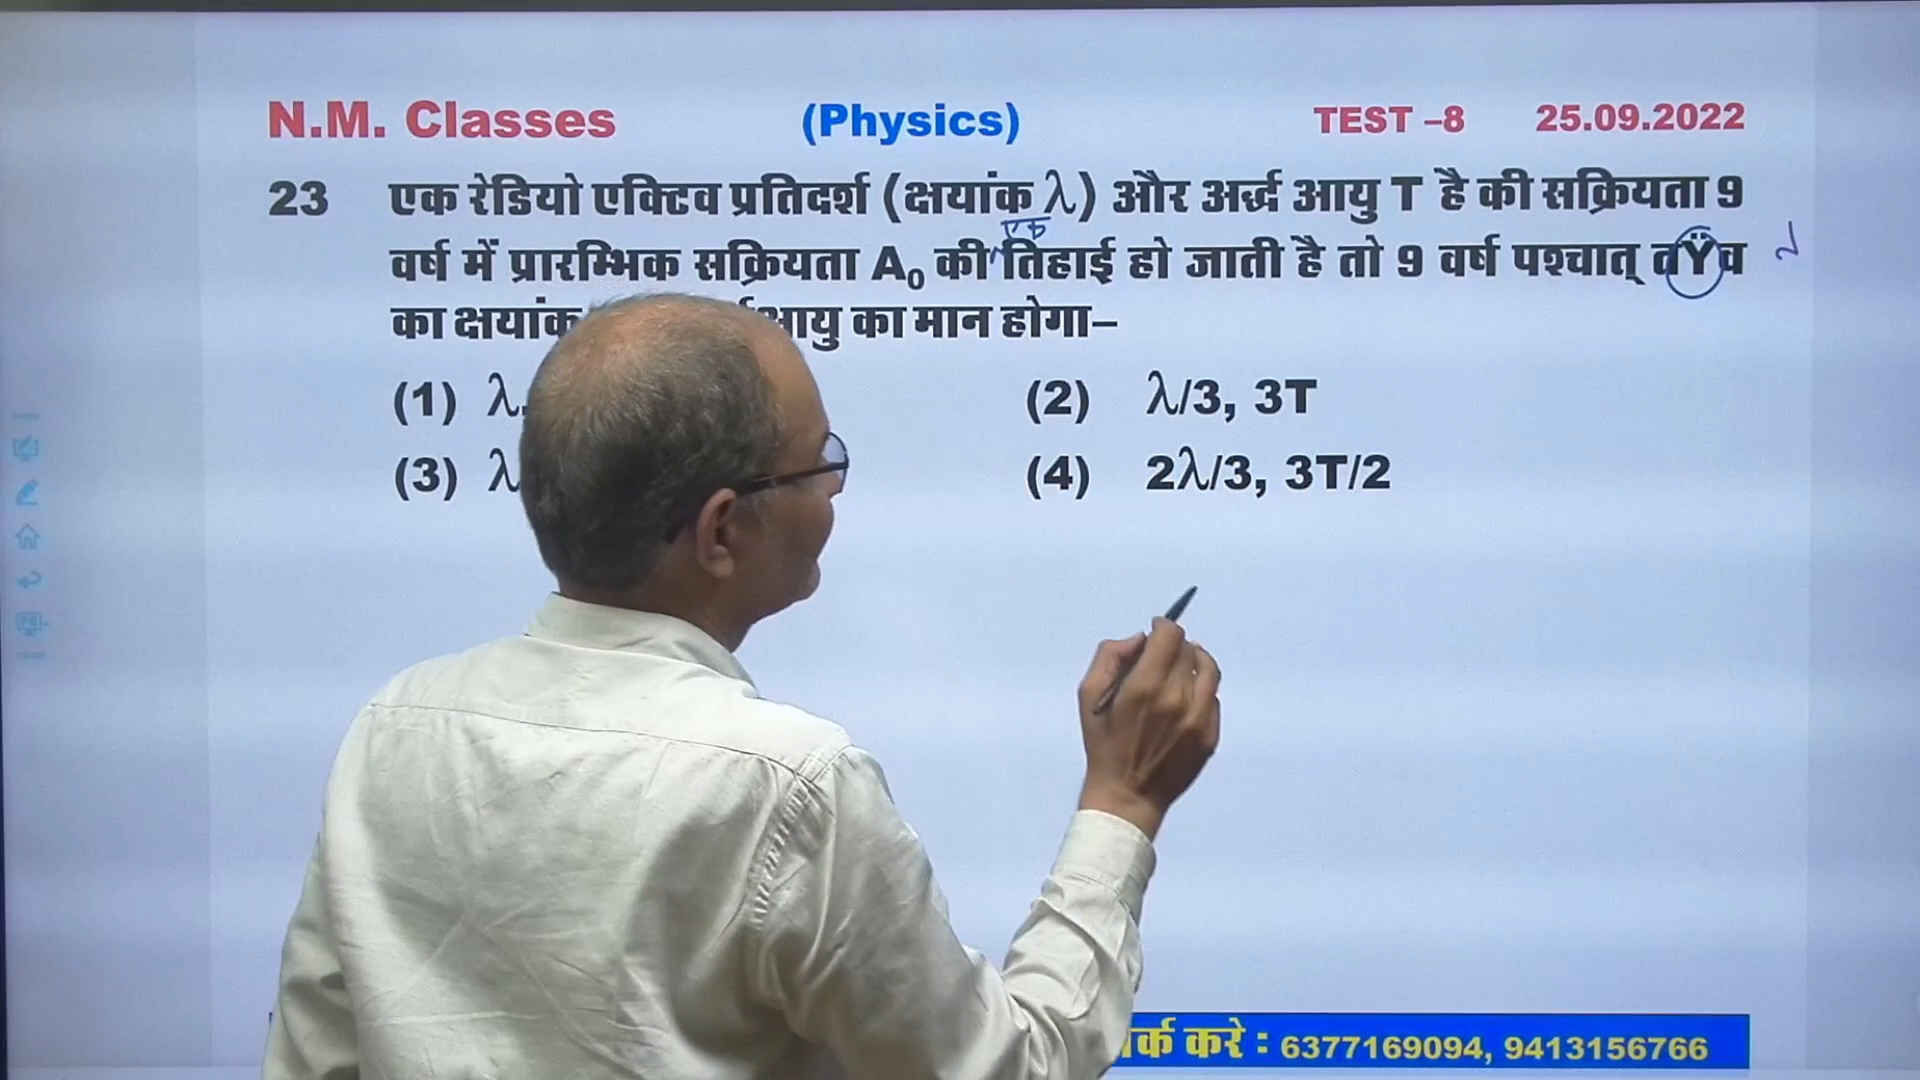 N.M. Classes (Physics) TEST –8 25.09.2022
23 एक रेडियो एक्टिव प्रतिदर्श (क्षयांक λ) और अर्द्ध आयु T है की सक्रियता 9
एक
वर्ष में प्रारम्भिक सक्रियता A₀ की तिहाई हो जाती है तो 9 वर्ष पश्चात् तŸव
का क्षयांक आयु का मान होगा–
(1) λ, (2) λ/3, 3T
(3) λ (4) 2λ/3, 3T/2
र्क करे : 6377169094, 9413156766